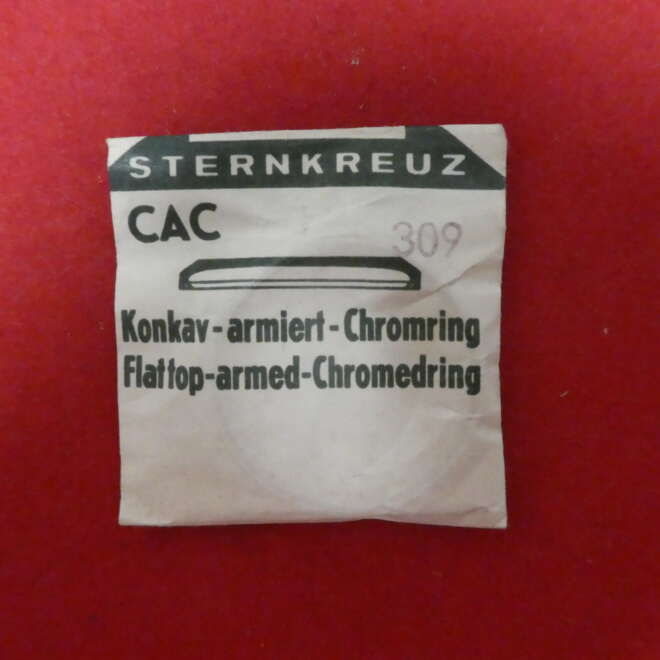 STERNKREUZ
CAC
309
Konkav-armiert-Chromring
Flattop-armed-Chromedring